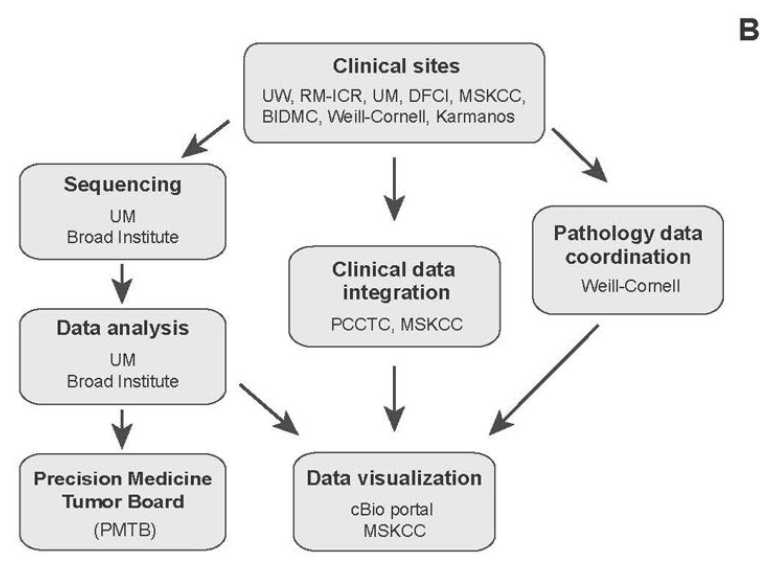 B
Clinical sites
UW, RM-ICR, UM, DFCI, MSKCC,
BIDMC, Weill-Cornell, Karmanos
Sequencing
UM
Broad Institute
Pathology data
coordination
Weill-Cornell
Clinical data
integration
PCCTC, MSKCC
Data analysis
UM
Broad Institute
Precision Medicine
Tumor Board
(PMTB)
Data visualization
cBio portal
MSKCC